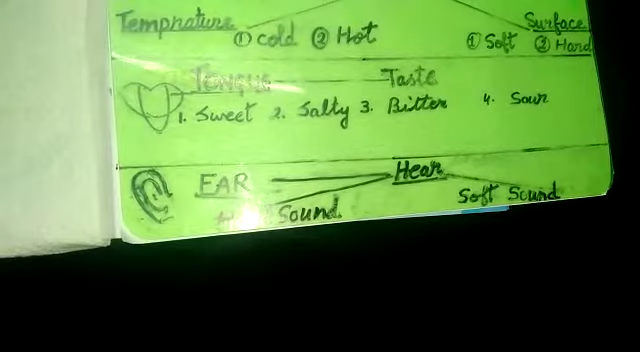 Temprature ① Cold ② Hot
Surface
① Soft ② Hard
Tongue Taste
1. Sweet 2. Salty 3. Bitter 4. Sour
EAR Hear
Sound Soft Sound